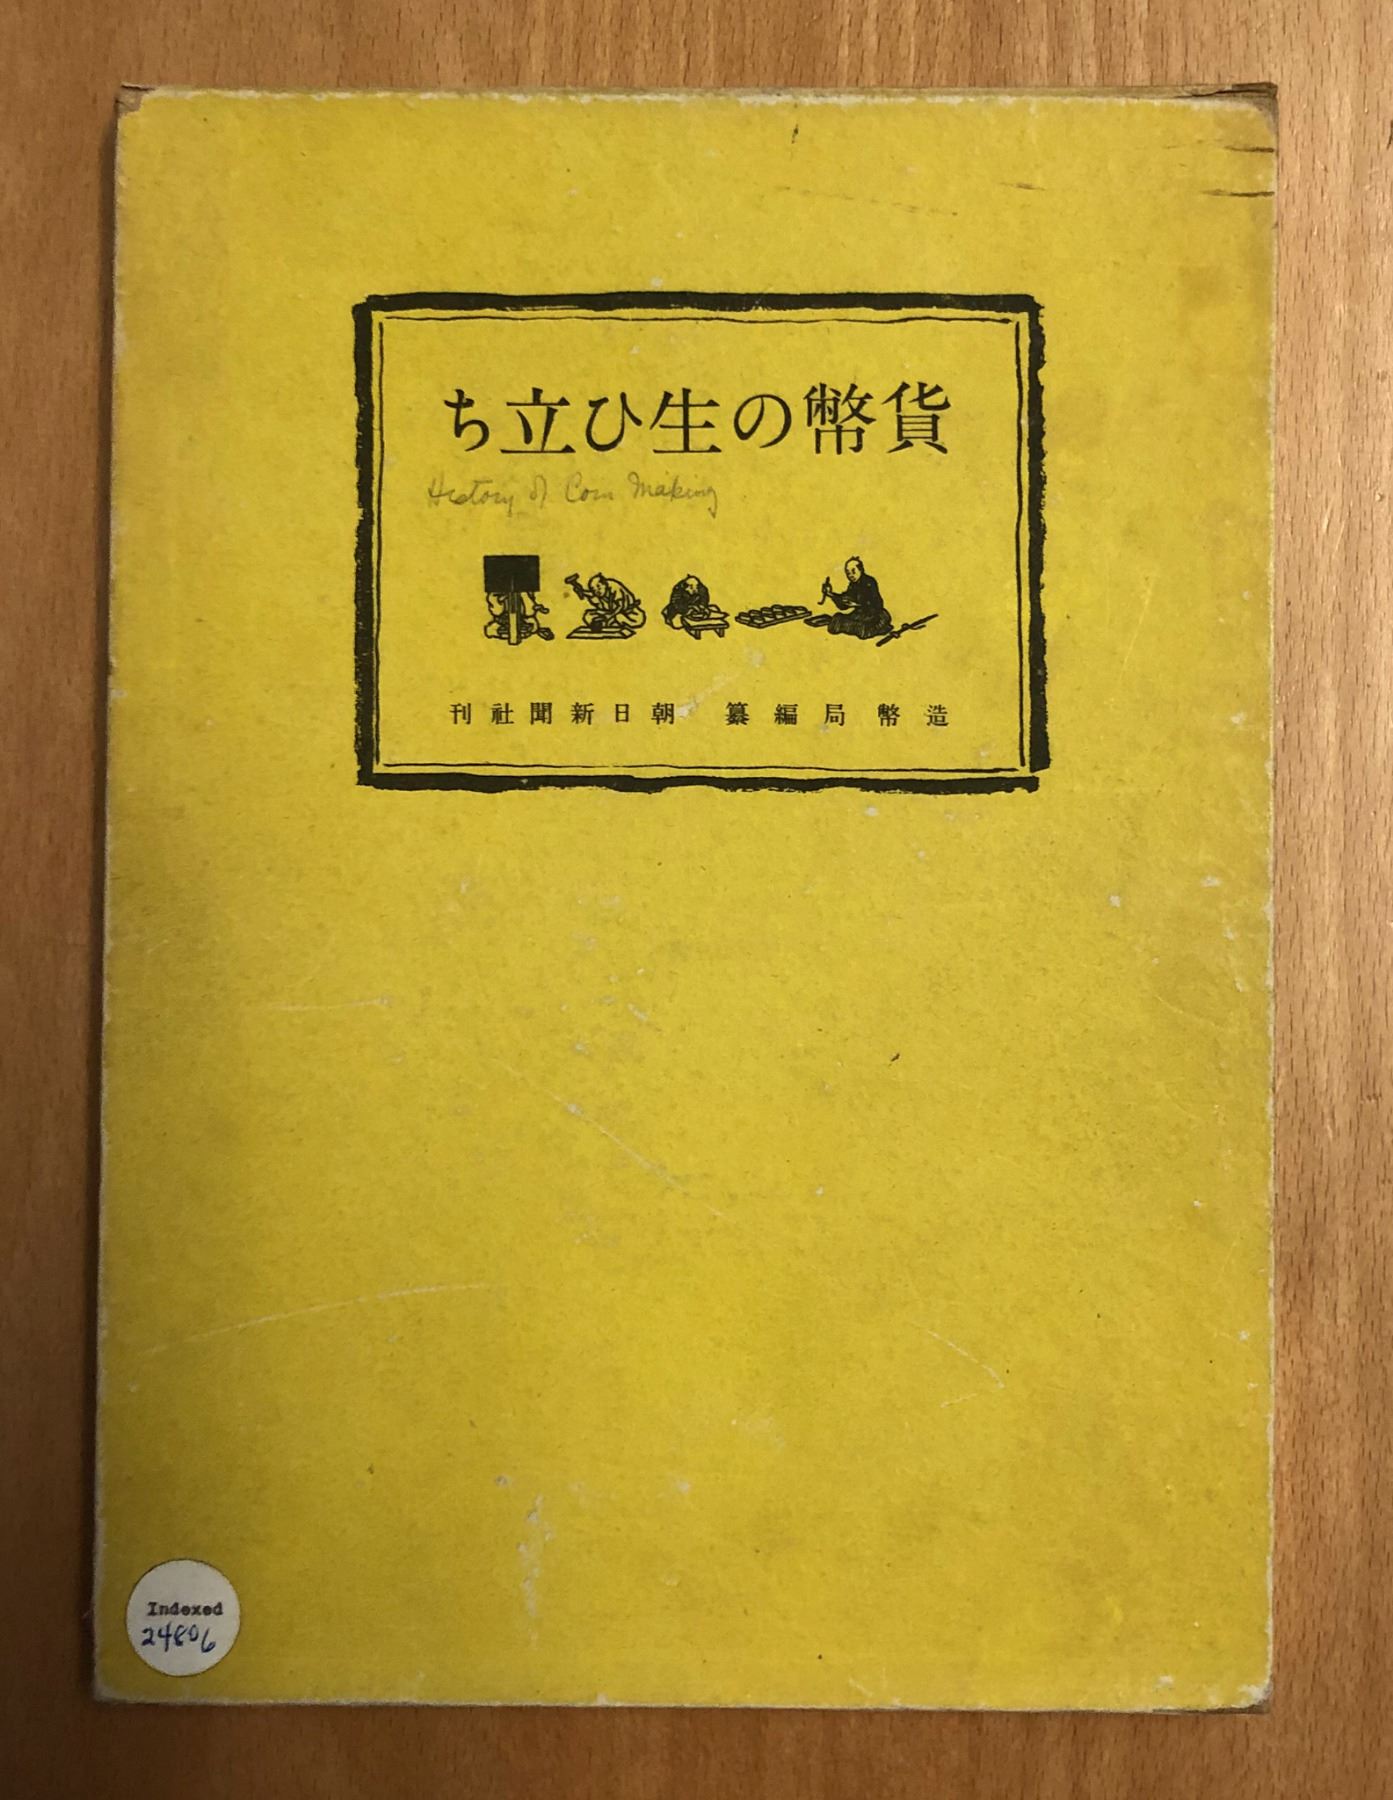 貨幣の生ひ立ち
History of Coin Making
造幣局編纂 朝日新聞社刊
Indexed
24806